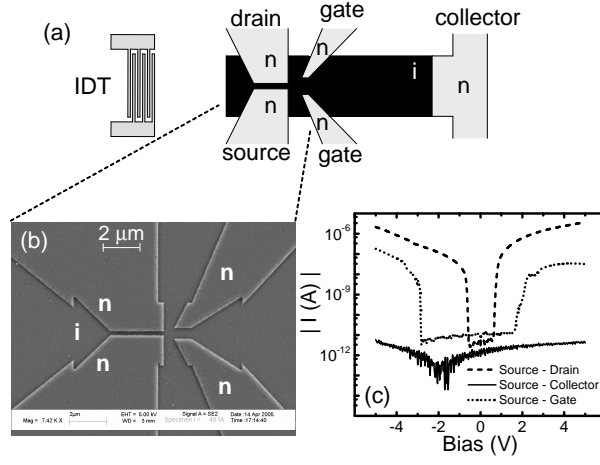 (a)
drain
gate
collector
n
n
i
IDT
n
n
n
source
gate
(b)
2 μm
n
n
i
n
n
Mag = 7.42 K X
2μm
EHT = 5.00 kV
WD = 3 mm
Signal A = SE2
Date :14 Apr 2005
Time :17:14:40
| I (A) |
10-6
10-9
10-12
Source - Drain
Source - Collector
Source - Gate
(c)
-4 -2 0 2 4
Bias (V)